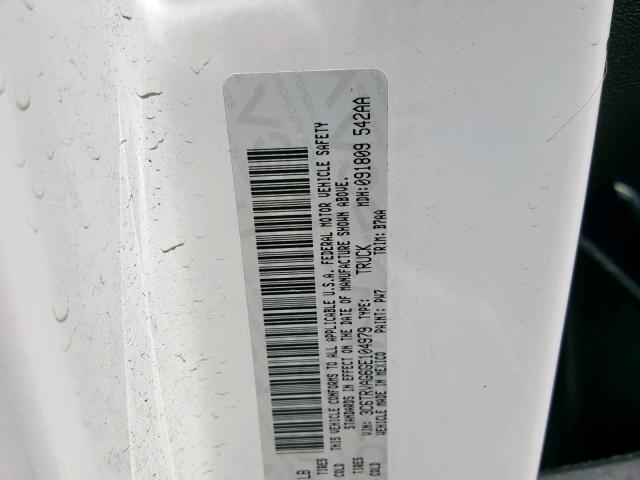 LB
TIRES
COLD
THIS VEHICLE CONFORMS TO ALL APPLICABLE U.S.A. FEDERAL MOTOR VEHICLE SAFETY
STANDARDS IN EFFECT ON THE DATE OF MANUFACTURE SHOWN ABOVE.
VIN: 3C6TRVAG6GE104979 TYPE: TRUCK MDH:091809 542AA
VEHICLE MADE IN MEXICO PAINT: PW7 TRIM: B7AA
TIRES
COLD